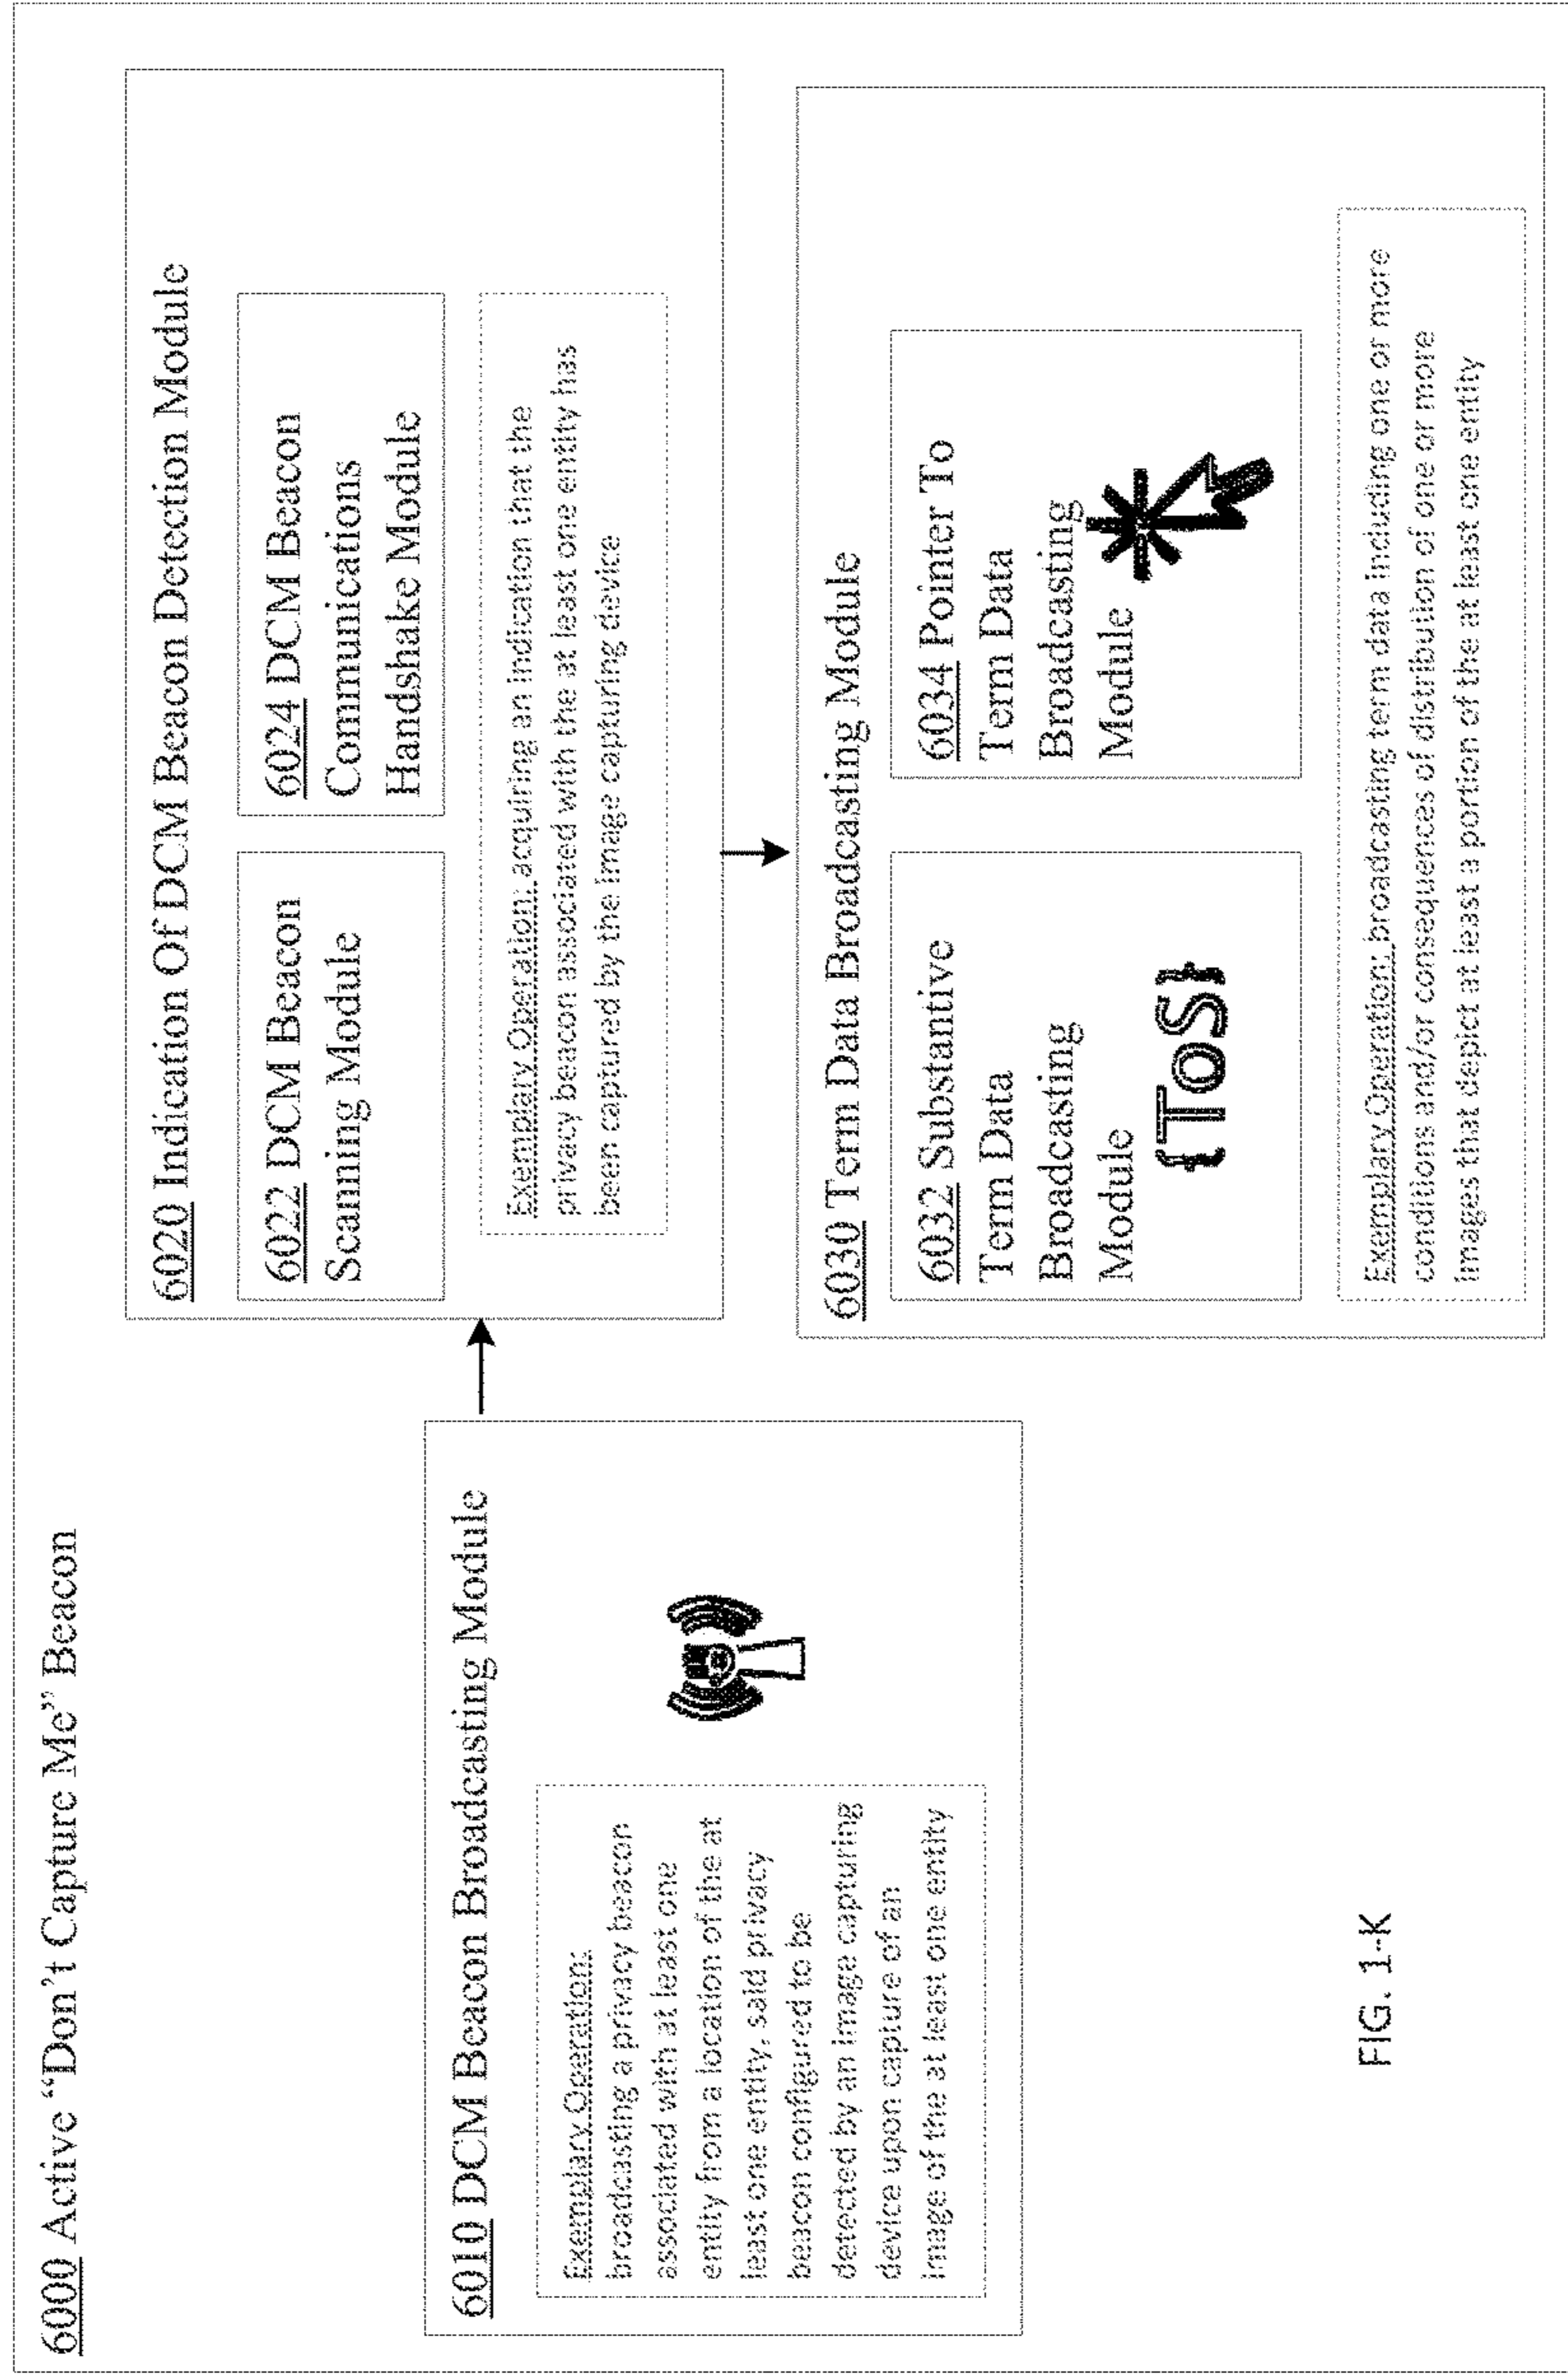 6000 Active “Don’t Capture Me” Beacon
6010 DCM Beacon Broadcasting Module
Exemplary Operation:
broadcasting a privacy beacon
associated with at least one
entity from a location of the at
least one entity, said privacy
beacon configured to be
detected by an image capturing
device upon capture of an
image of the at least one entity
6020 Indication Of DCM Beacon Detection Module
6022 DCM Beacon
Scanning Module
6024 DCM Beacon
Communications
Handshake Module
Exemplary Operation: acquiring an indication that the
privacy beacon associated with the at least one entity has
been captured by the image capturing device
6030 Term Data Broadcasting Module
6032 Substantive
Term Data
Broadcasting
Module
{ToS}
6034 Pointer To
Term Data
Broadcasting
Module
Exemplary Operation: broadcasting term data including one or more
conditions and/or consequences of distribution of one or more
images that depict at least a portion of the at least one entity
FIG. 1-K